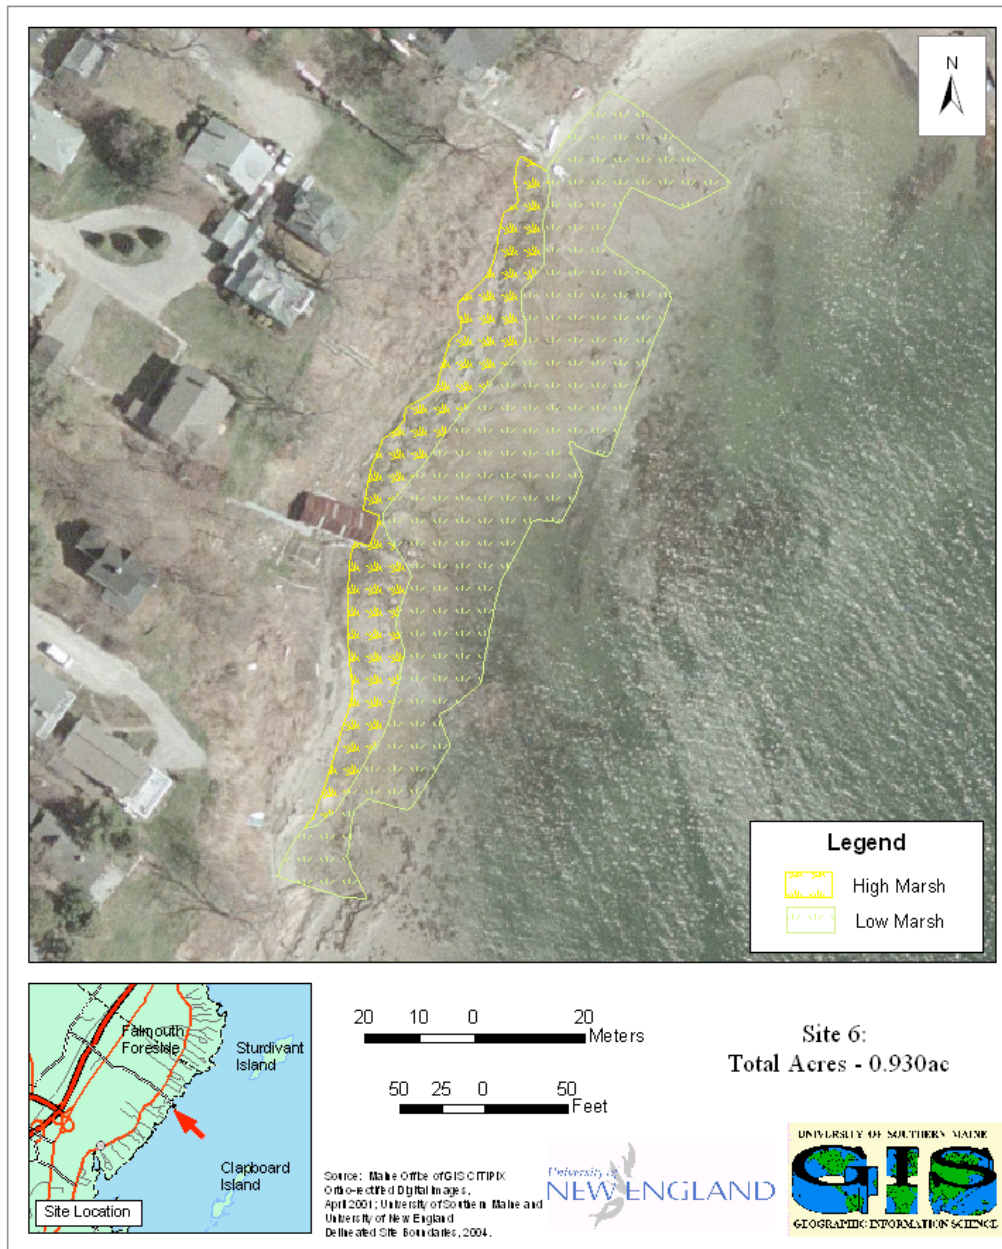 N
Legend
High Marsh
Low Marsh
Falmouth
Foreside
Sturdivant
Island
Clapboard
Island
Site Location
20 10 0 20
Meters
50 25 0 50
Feet
Site 6:
Total Acres - 0.930ac
Source: Maine Office of GIS CITIPIX
Ortho-rectified Digital Images,
April 2001; University of Southern Maine and
University of New England
Delineated Site Boundaries, 2004.
University of
NEW ENGLAND
UNIVERSITY OF SOUTHERN MAINE
GIS
GEOGRAPHIC INFORMATION SCIENCE